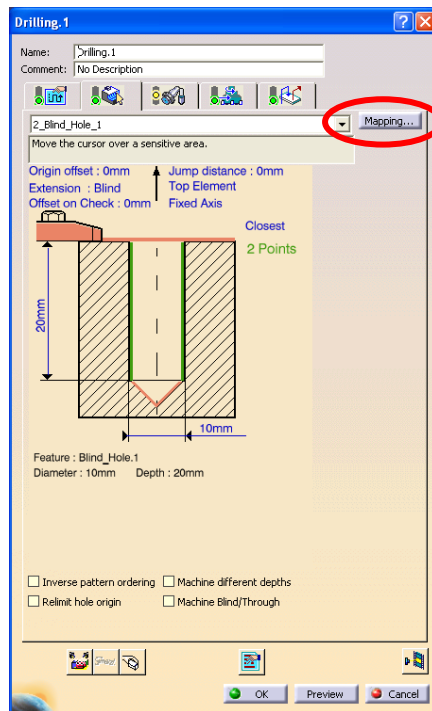 Drilling.1
Name: Drilling.1
Comment: No Description
2_Blind_Hole_1 Mapping...
Move the cursor over a sensitive area.
Origin offset : 0mm Jump distance : 0mm
Extension : Blind Top Element
Offset on Check : 0mm Fixed Axis
Closest
2 Points
20mm
10mm
Feature : Blind_Hole.1
Diameter : 10mm Depth : 20mm
Inverse pattern ordering Machine different depths
Relimit hole origin Machine Blind/Through
OK Preview Cancel